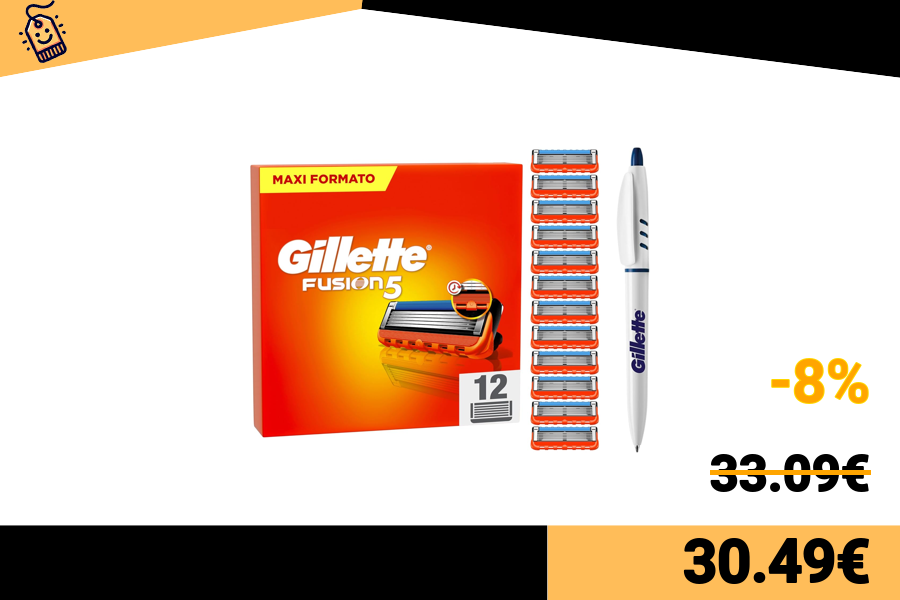 MAXI FORMATO
Gillette®
FUSION5
12
Gillette
-8%
33.09€
30.49€